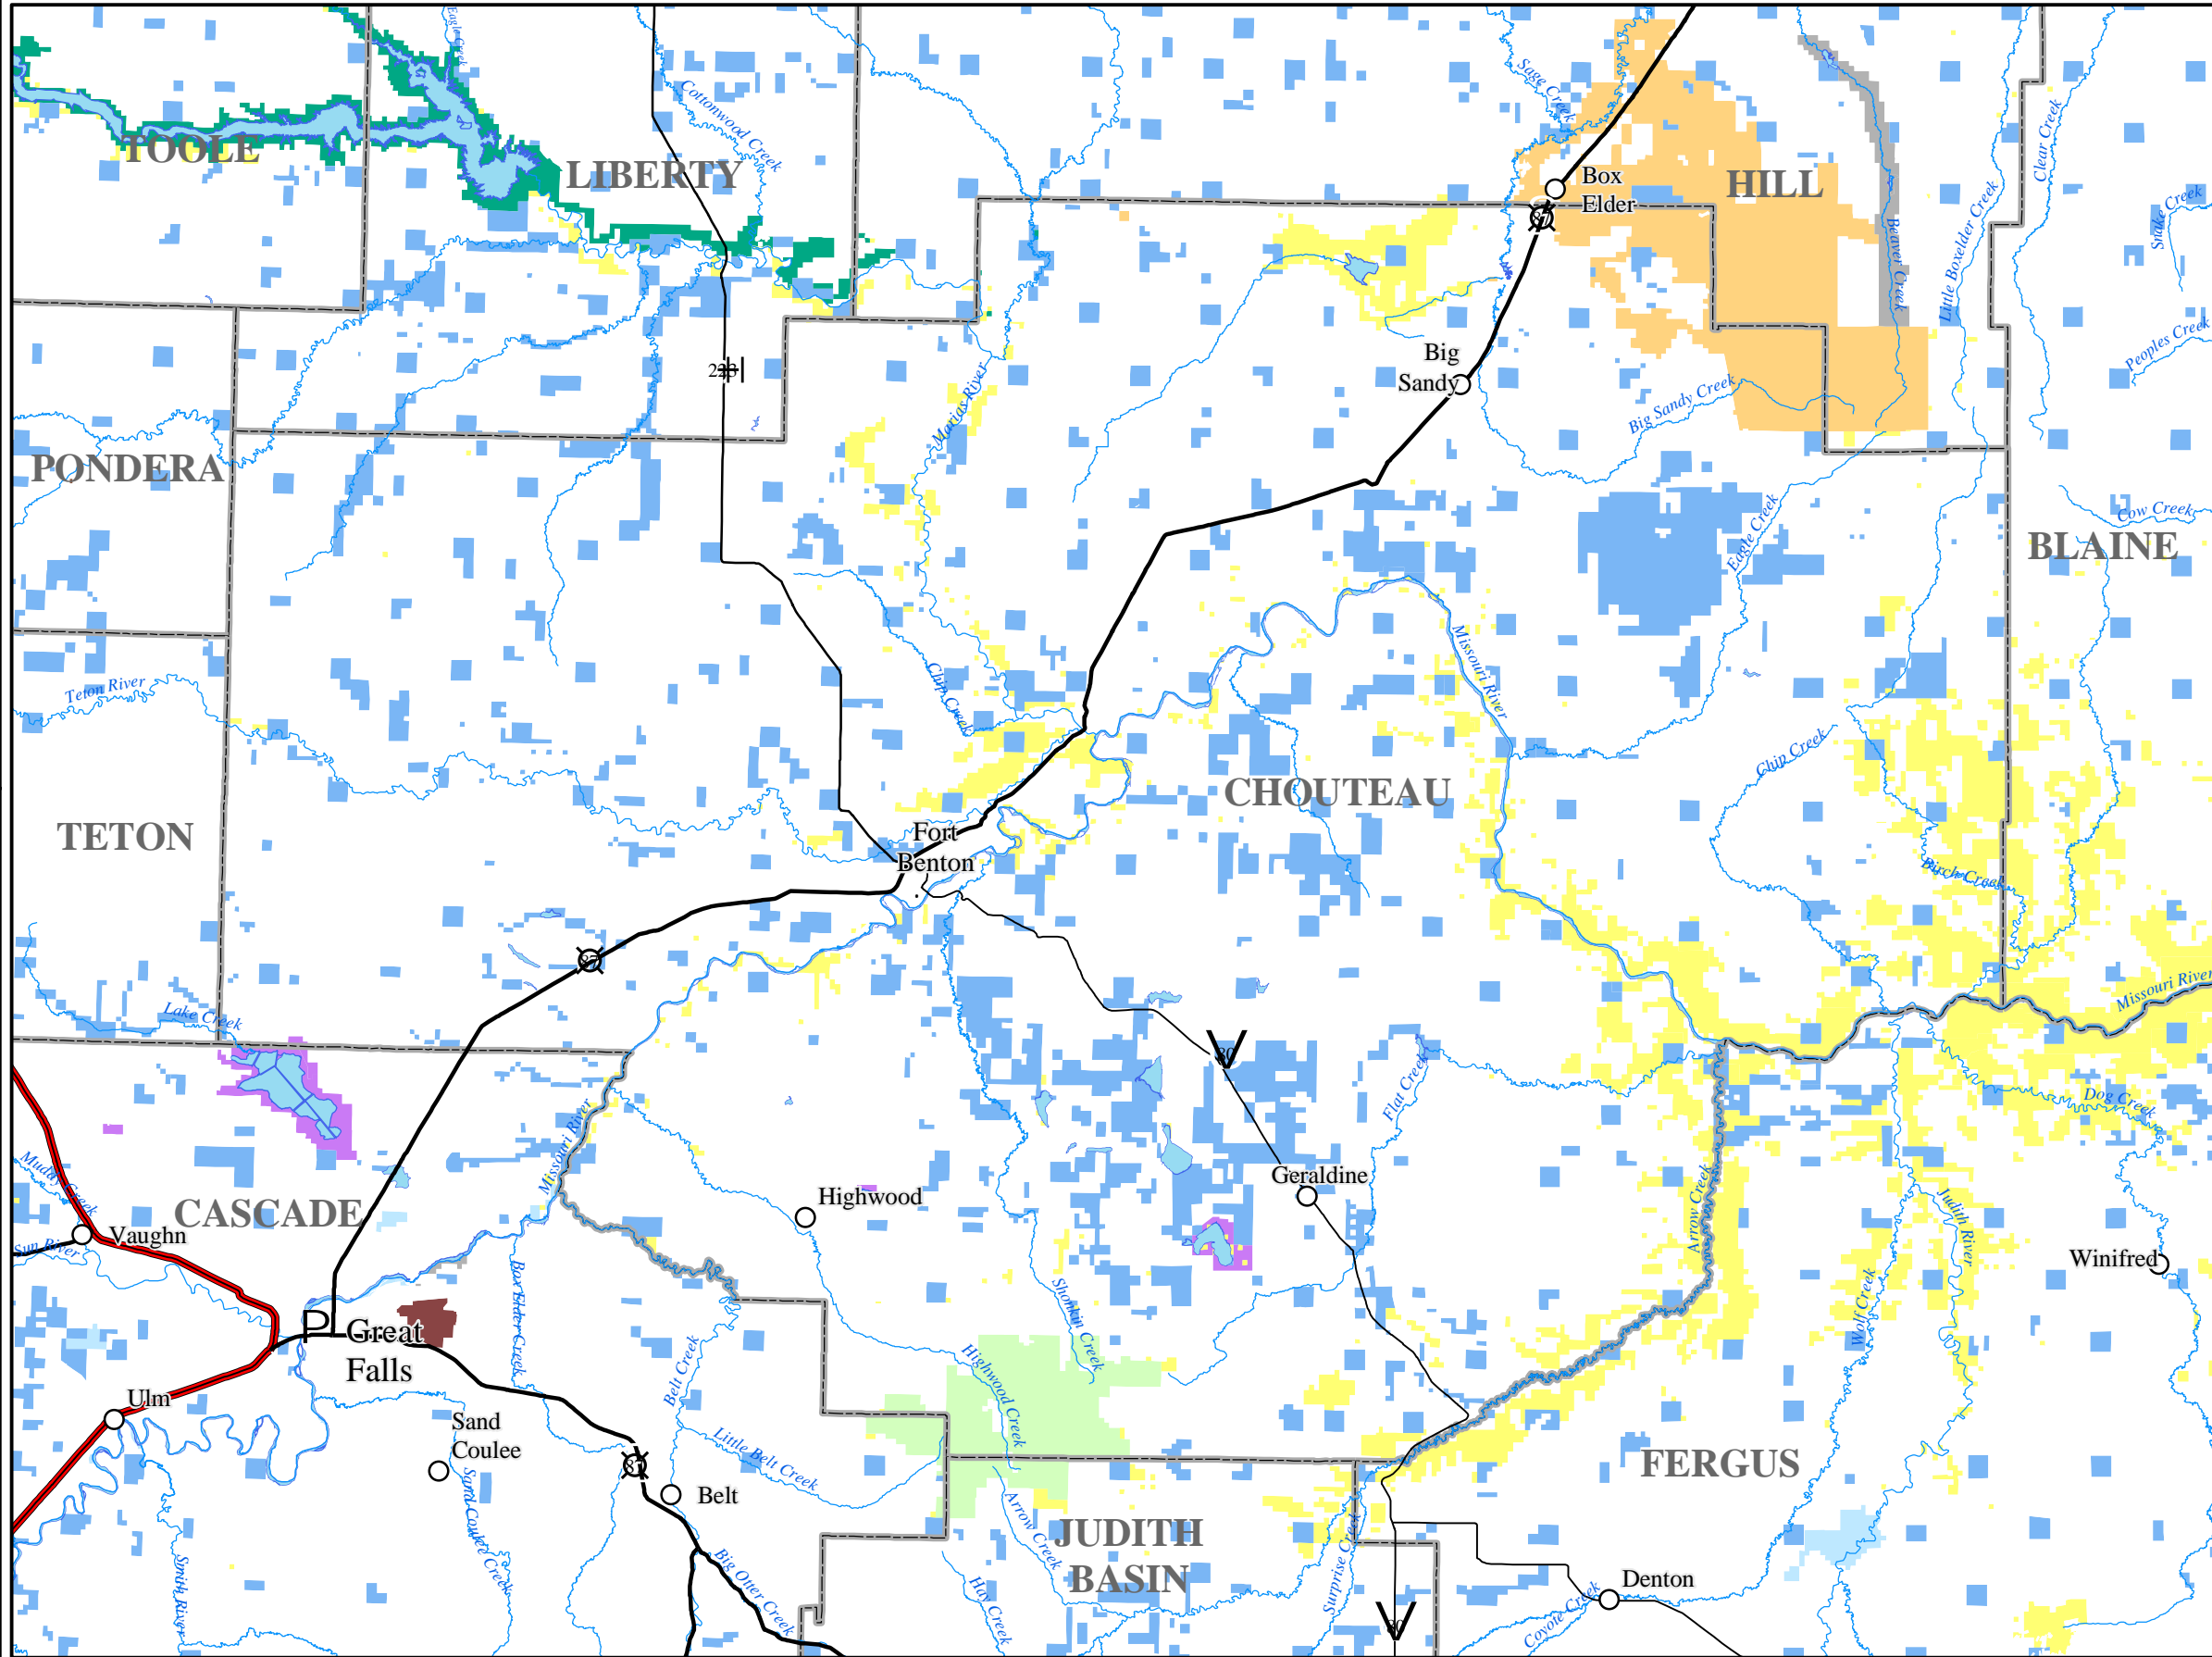 Eagle Creek
Cottonwood Creek
Sage Creek
Clear Creek
TOOLE
LIBERTY
Box
Elder
HILL
Snake Creek
Beaver Creek
Little Boxelder Creek
Peoples Creek
Big
Sandy
Big Sandy Creek
Marias River
PONDERA
Cow Creek
BLAINE
Eagle Creek
Teton River
Chip Creek
Missouri River
Chip Creek
CHOUTEAU
TETON
Fort
Benton
Birch Creek
87
Lake Creek
Missouri River
80
Flat Creek
Dog Creek
Missouri River
Muddy Creek
CASCADE
Vaughn
Sun River
Highwood
Geraldine
Arrow Creek
Judith River
Winifred
Box Elder Creek
Shonkin Creek
Wolf Creek
P
Great
Falls
Highwood Creek
Belt Creek
Ulm
Sand
Coulee
Little Belt Creek
FERGUS
87
Belt
Sand Coulee Creek
Arrow Creek
JUDITH
BASIN
Surprise Creek
Smith River
Big Otter Creek
Hay Creek
Coyote Creek
Denton